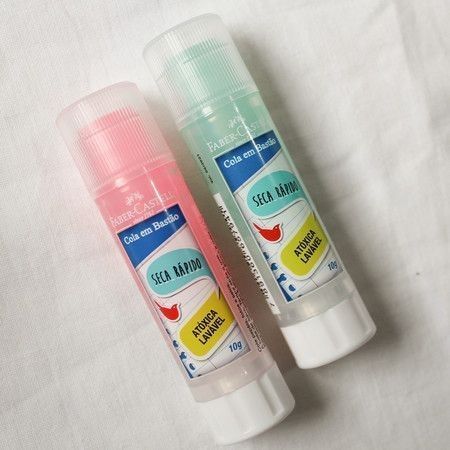 FABER-CASTELL
Cola em Bastão
SECA RÁPIDO
ATÓXICA
LAVÁVEL
10g
FABER-CASTELL
Cola em Bastão
SECA RÁPIDO
ATÓXICA
LAVÁVEL
10g